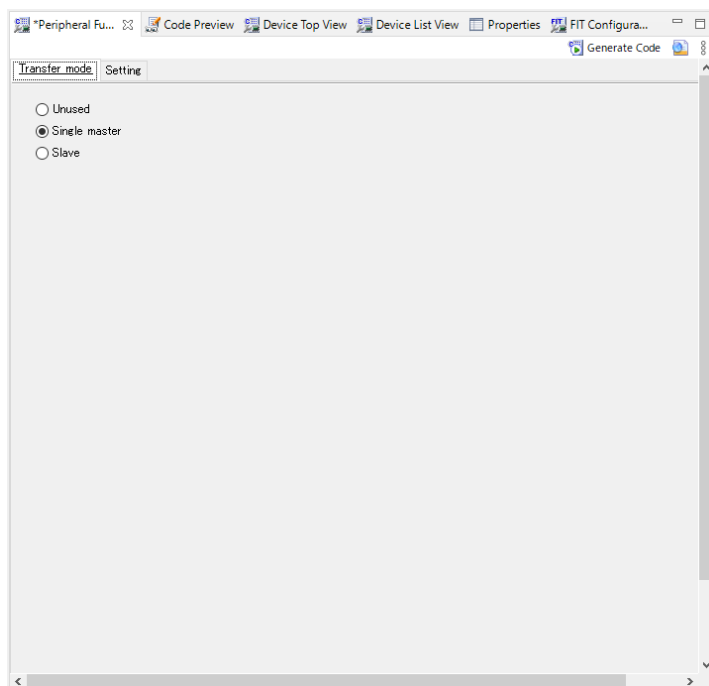 *Peripheral Fu... Code Preview Device Top View Device List View Properties FIT Configura...
Generate Code
Transfer mode Setting
Unused
Single master
Slave